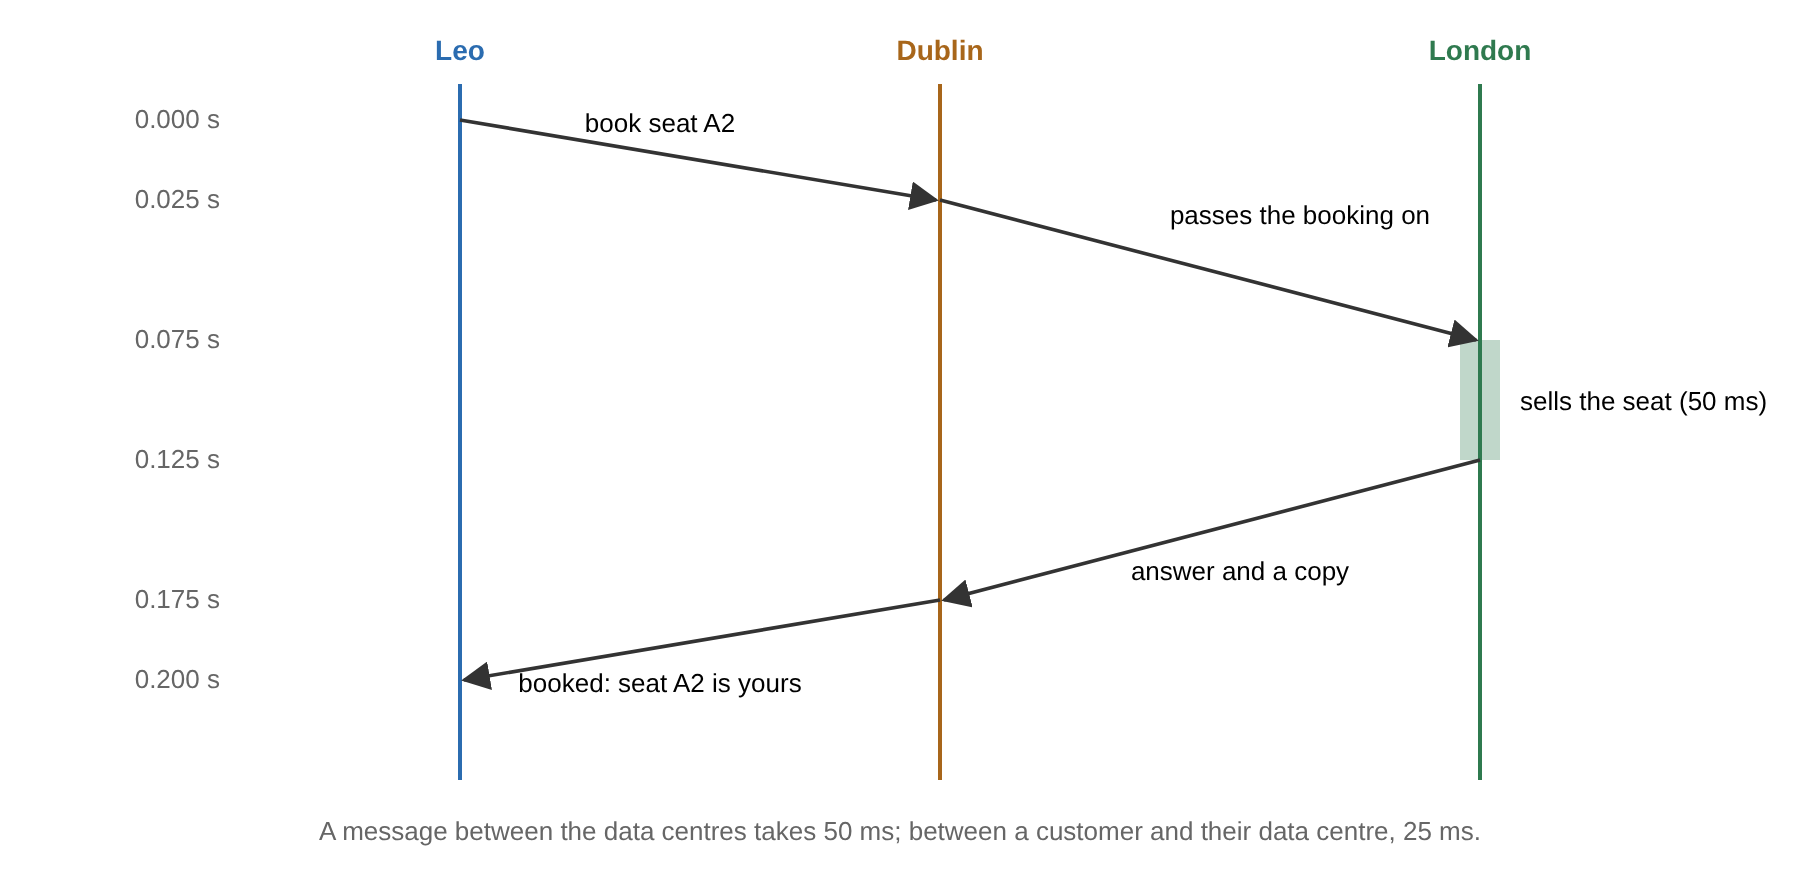 Leo
Dublin
London
0.000 s
book seat A2
0.025 s
passes the booking on
0.075 s
sells the seat (50 ms)
0.125 s
answer and a copy
0.175 s
0.200 s
booked: seat A2 is yours
A message between the data centres takes 50 ms; between a customer and their data centre, 25 ms.